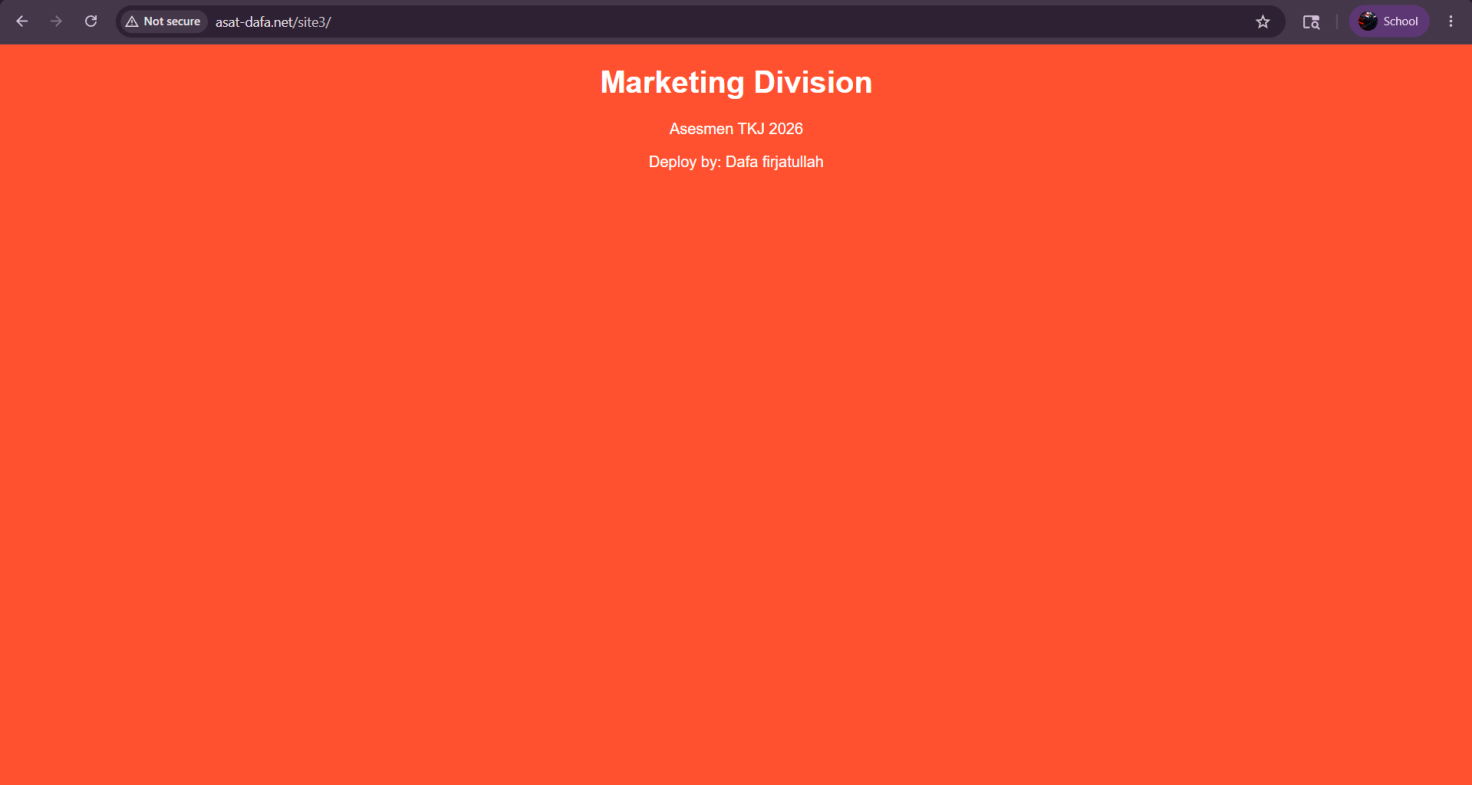 Not secure
asat-dafa.net/site3/
School
Marketing Division
Asesmen TKJ 2026
Deploy by: Dafa firjatullah